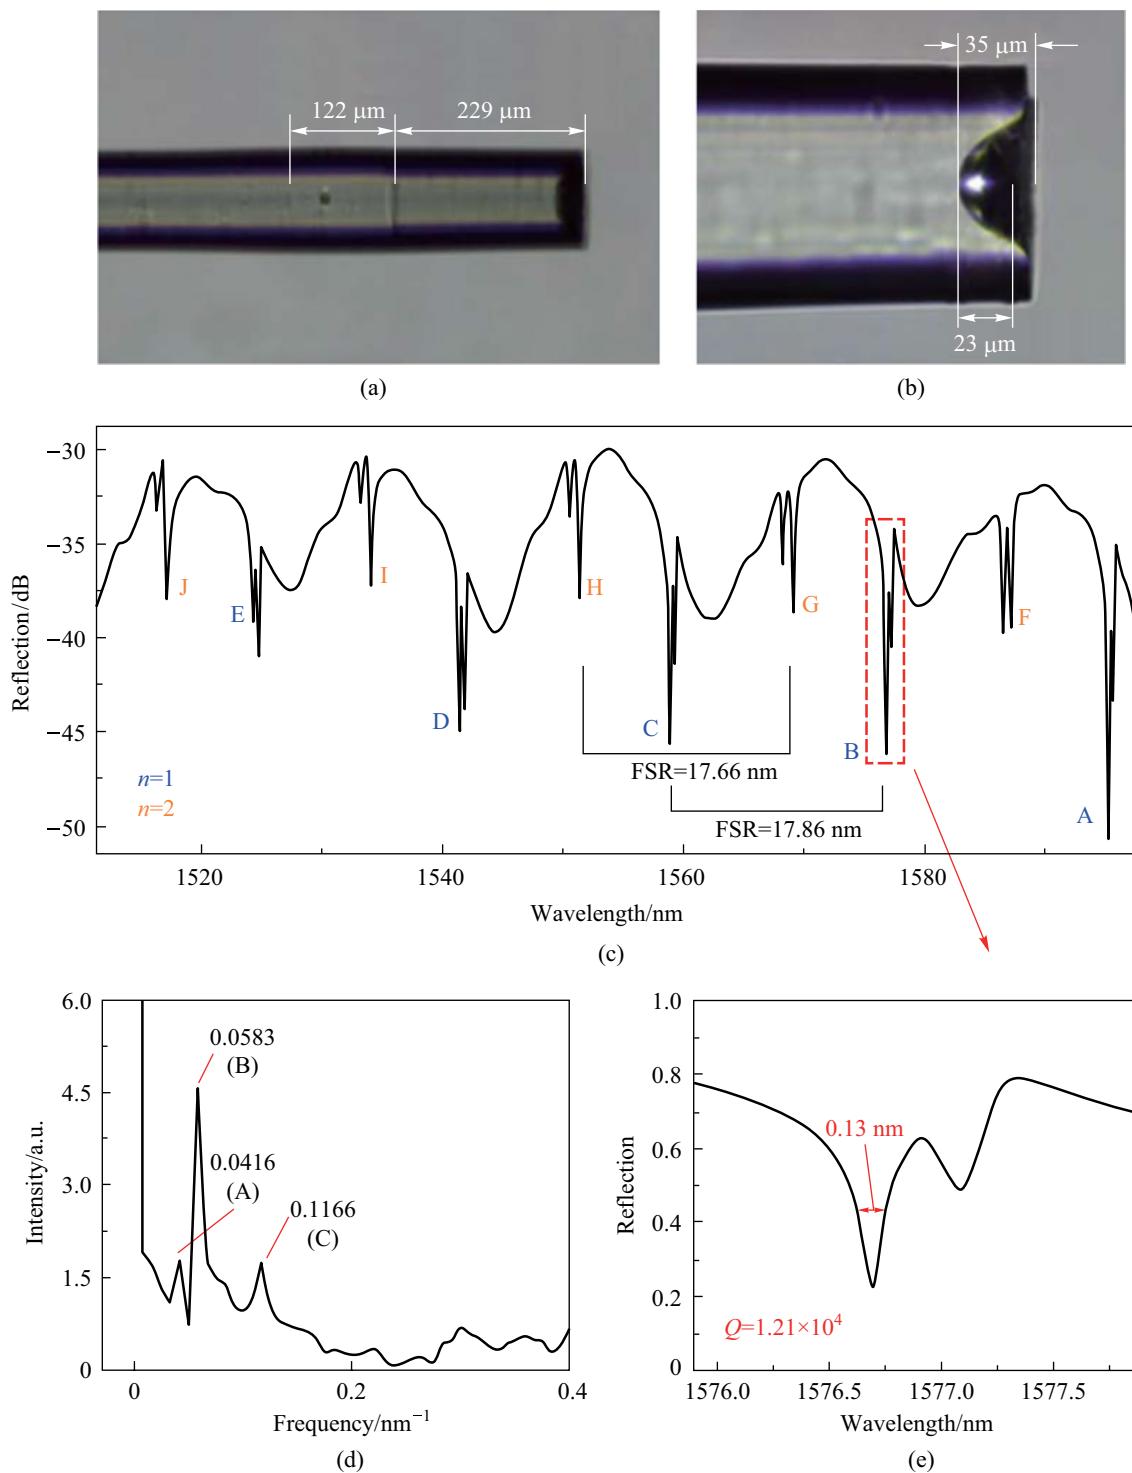 122 μm
229 μm
35 μm
23 μm
(a)
(b)
−30
−35
−40
−45
−50
Reflection/dB
J
E
I
D
H
C
G
B
F
A
n=1
n=2
FSR=17.66 nm
FSR=17.86 nm
1520
1540
1560
1580
Wavelength/nm
(c)
6.0
4.5
3.0
1.5
0
Intensity/a.u.
0.0583
(B)
0.0416
(A)
0.1166
(C)
0
0.2
0.4
Frequency/nm⁻¹
(d)
1.0
0.8
0.6
0.4
0.2
0
Reflection
0.13 nm
Q=1.21×10⁴
1576.0
1576.5
1577.0
1577.5
Wavelength/nm
(e)